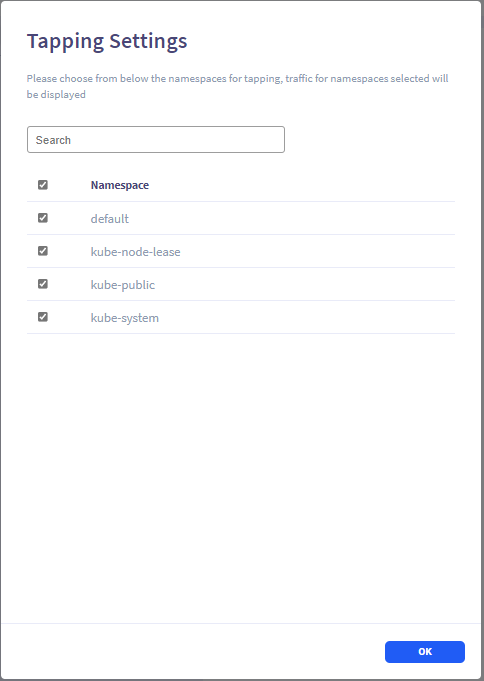 Tapping Settings
Please choose from below the namespaces for tapping, traffic for namespaces selected will
be displayed
Search
Namespace
default
kube-node-lease
kube-public
kube-system
OK